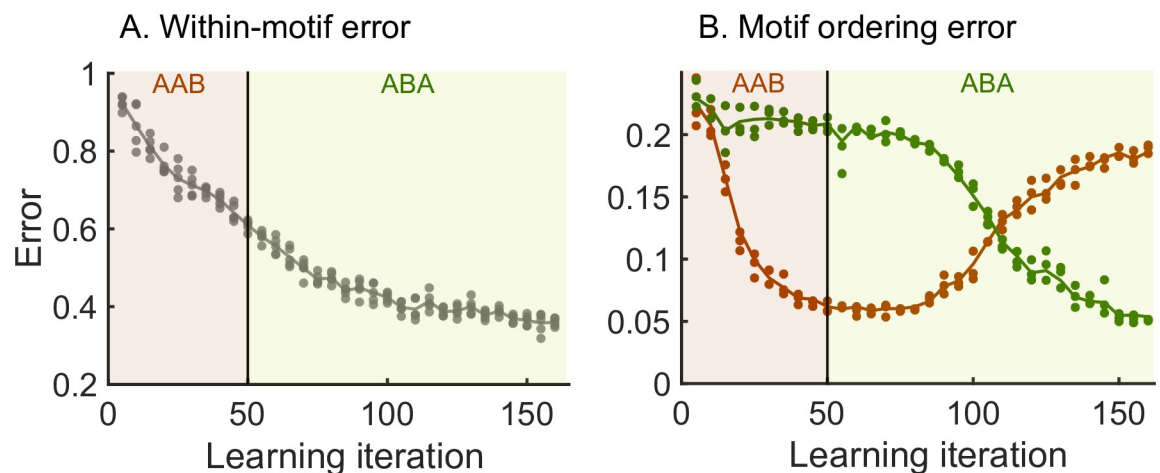 A. Within-motif error
B. Motif ordering error
Error
1
0.8
0.6
0.4
0.2
AAB
ABA
0
50
100
150
Learning iteration
0.2
0.15
0.1
0.05
0
AAB
ABA
0
50
100
150
Learning iteration